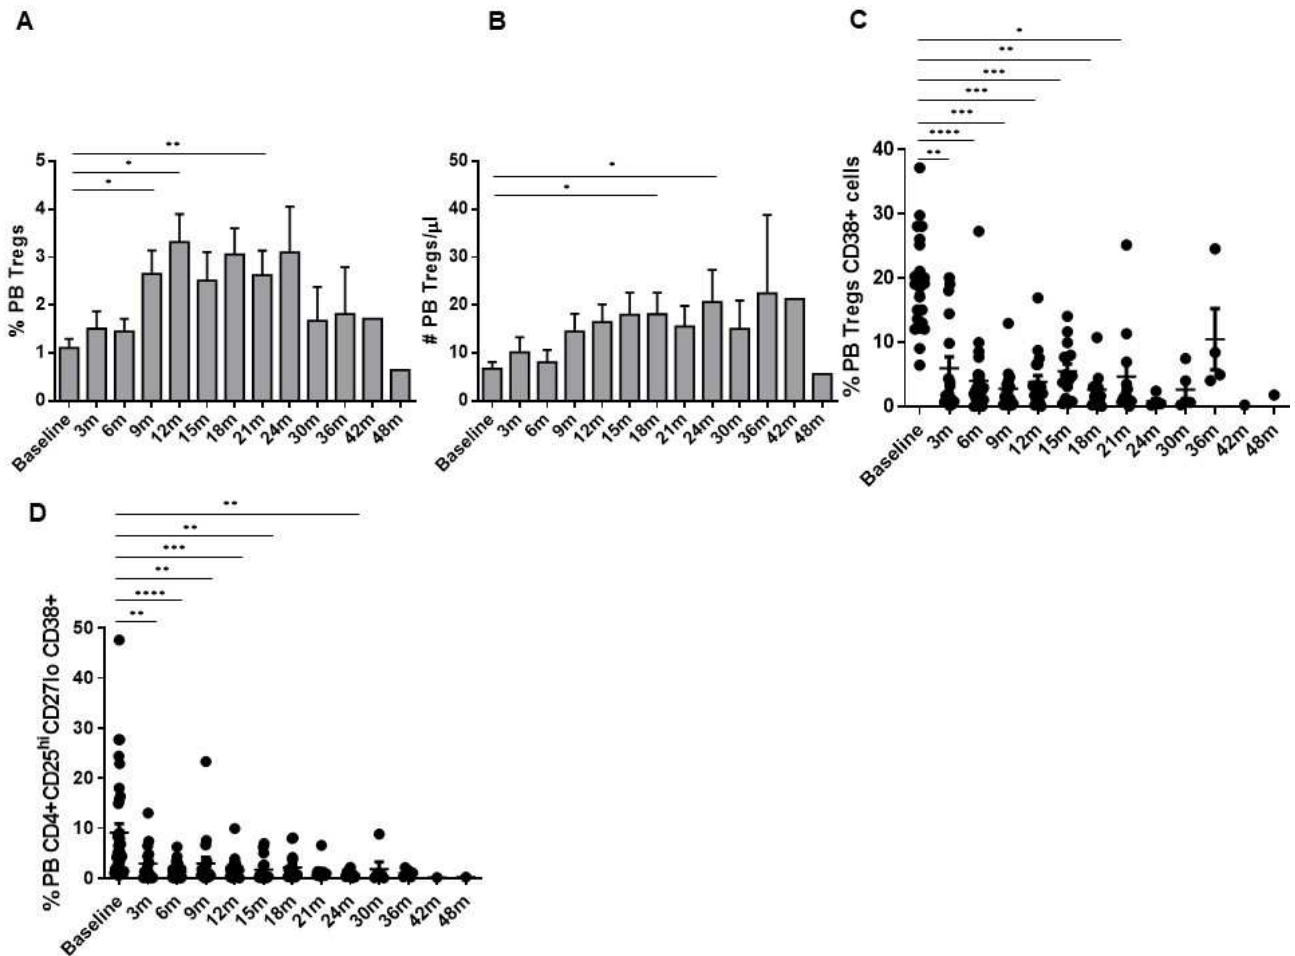 A
**
*
*
% PB Tregs
5
4
3
2
1
0
Baseline
3m
6m
9m
12m
15m
18m
21m
24m
30m
36m
42m
48m
B
*
*
# PB Tregs/µl
50
40
30
20
10
0
Baseline
3m
6m
9m
12m
15m
18m
21m
24m
30m
36m
42m
48m
C
*
**
***
***
***
****
**
% PB Tregs CD38+ cells
40
30
20
10
0
Baseline
3m
6m
9m
12m
15m
18m
21m
24m
30m
36m
42m
48m
D
**
**
***
**
****
**
% PB CD4+CD25hiCD27lo CD38+
50
40
30
20
10
0
Baseline
3m
6m
9m
12m
15m
18m
21m
24m
30m
36m
42m
48m